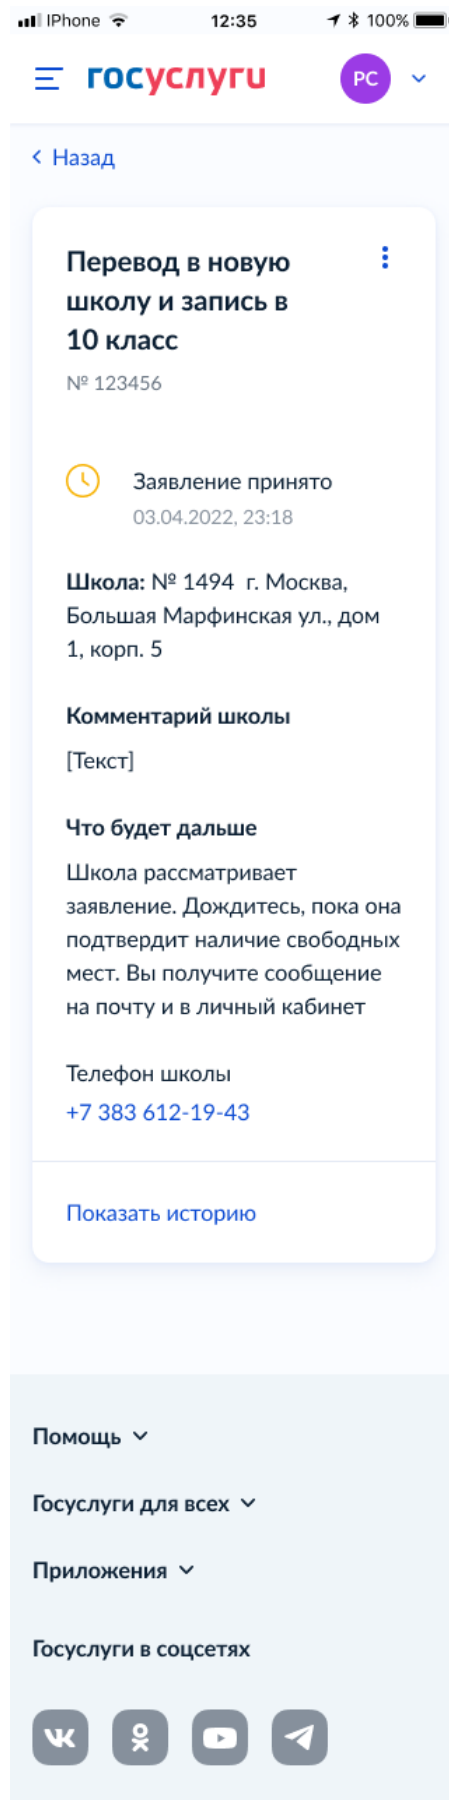 IPhone 12:35 100%
госуслуги РС
Назад
Перевод в новую
школу и запись в
10 класс
№ 123456
Заявление принято
03.04.2022, 23:18
Школа: № 1494 г. Москва,
Большая Марфинская ул., дом
1, корп. 5
Комментарий школы
[Текст]
Что будет дальше
Школа рассматривает
заявление. Дождитесь, пока она
подтвердит наличие свободных
мест. Вы получите сообщение
на почту и в личный кабинет
Телефон школы
+7 383 612-19-43
Показать историю
Помощь
Госуслуги для всех
Приложения
Госуслуги в соцсетях